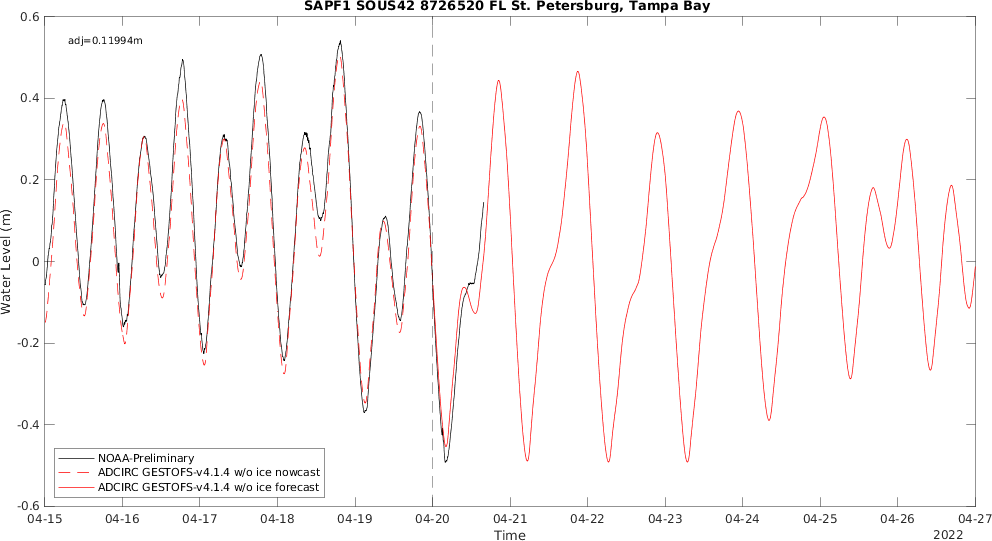 SAPF1 SOUS42 8726520 FL St. Petersburg, Tampa Bay
adj=0.11994m
0.6
0.4
0.2
0
-0.2
-0.4
-0.6
Water Level (m)
NOAA-Preliminary
ADCIRC GESTOFS-v4.1.4 w/o ice nowcast
ADCIRC GESTOFS-v4.1.4 w/o ice forecast
04-15 04-16 04-17 04-18 04-19 04-20 04-21 04-22 04-23 04-24 04-25 04-26 04-27
Time
2022